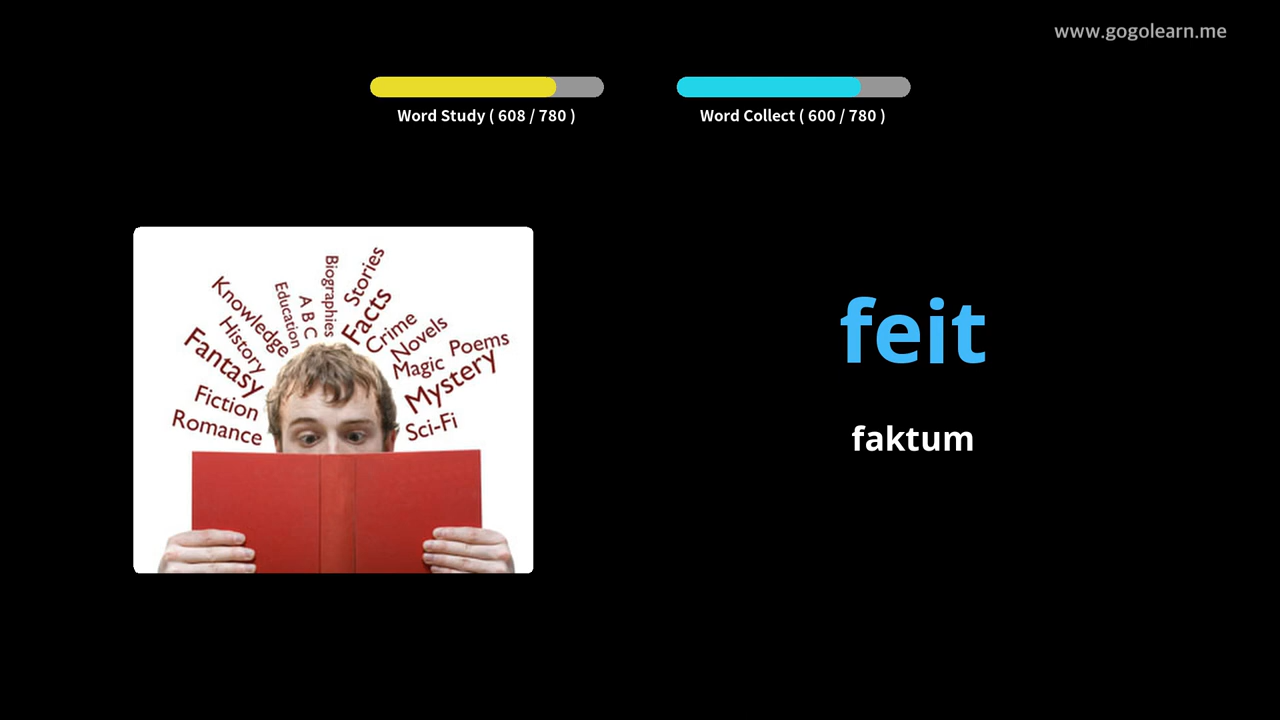 www.gogolearn.me
Word Study ( 608 / 780 )
Word Collect ( 600 / 780 )
Knowledge
Education
A B C
Biographies
Stories
Facts
Crime
Novels
Poems
Magic
Mystery
Sci-Fi
History
Fantasy
Fiction
Romance
feit
faktum